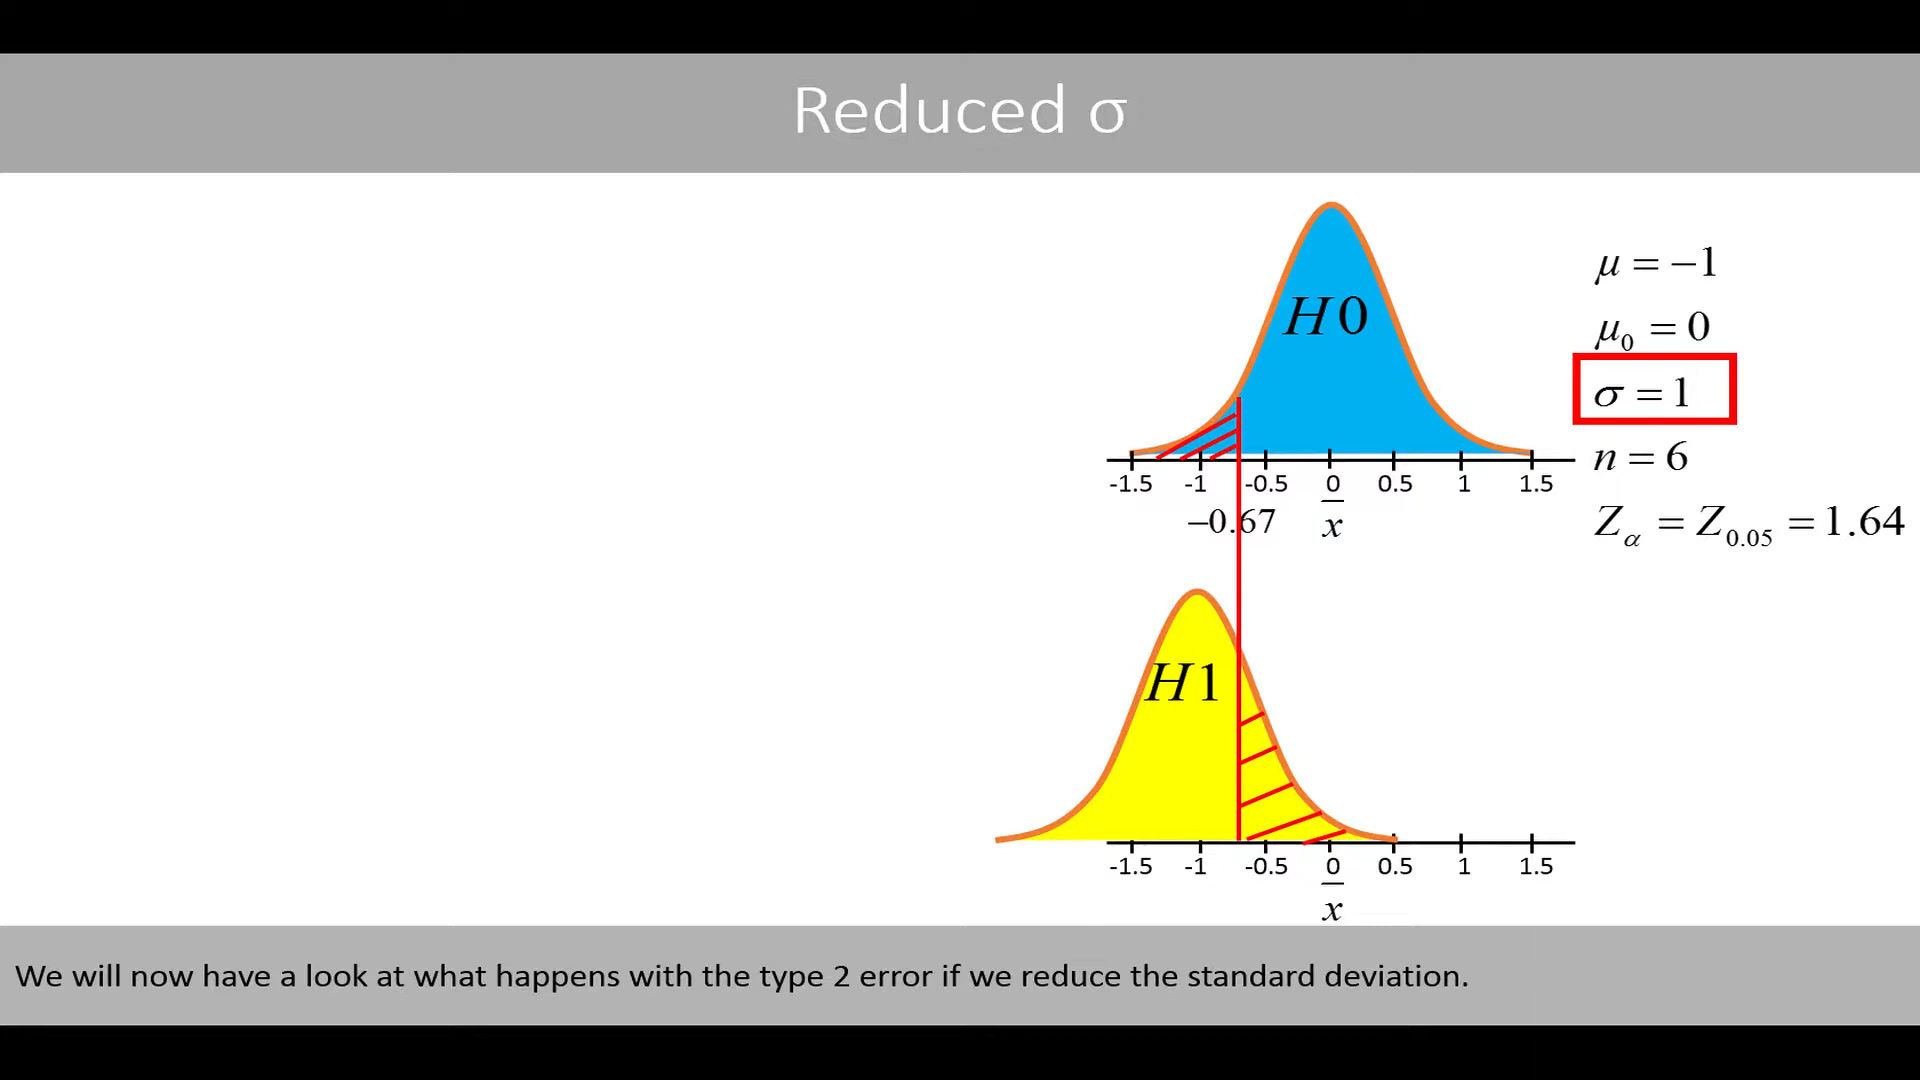 Reduced σ
H0
μ = −1
μ₀ = 0
σ = 1
n = 6
Zα = Z0.05 = 1.64
-1.5 -1 -0.5 0 0.5 1 1.5
−0.67
x̄
H1
-1.5 -1 -0.5 0 0.5 1 1.5
x̄
We will now have a look at what happens with the type 2 error if we reduce the standard deviation.